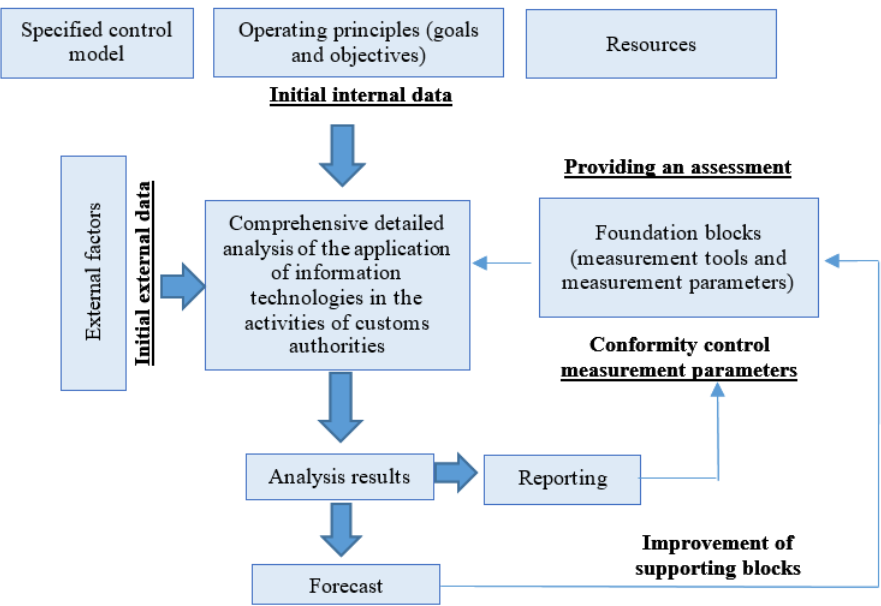 Specified control
model
Operating principles (goals
and objectives)
Resources
Initial internal data
External factors
Initial external data
Providing an assessment
Comprehensive detailed
analysis of the application
of information
technologies in the
activities of customs
authorities
Foundation blocks
(measurement tools and
measurement parameters)
Conformity control
measurement parameters
Analysis results
Reporting
Improvement of
supporting blocks
Forecast